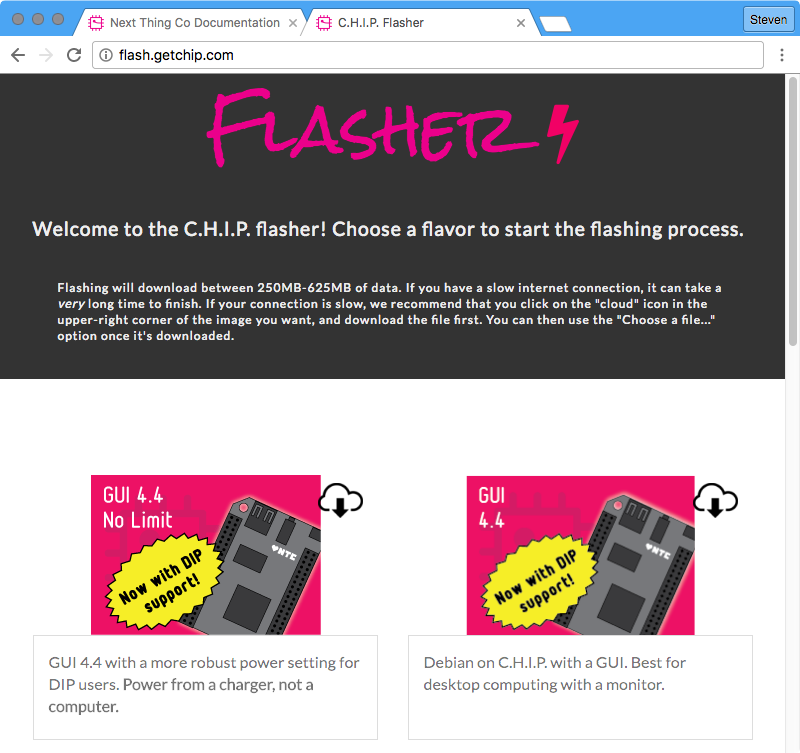 Next Thing Co Documentation
C.H.I.P. Flasher
Steven
flash.getchip.com
FLASHER
Welcome to the C.H.I.P. flasher! Choose a flavor to start the flashing process.
Flashing will download between 250MB-625MB of data. If you have a slow internet connection, it can take a
very long time to finish. If your connection is slow, we recommend that you click on the "cloud" icon in the
upper-right corner of the image you want, and download the file first. You can then use the "Choose a file..."
option once it's downloaded.
GUI 4.4
No Limit
NTC
Now with DIP
support!
GUI 4.4 with a more robust power setting for
DIP users. Power from a charger, not a
computer.
GUI
4.4
NTC
Now with DIP
support!
Debian on C.H.I.P. with a GUI. Best for
desktop computing with a monitor.